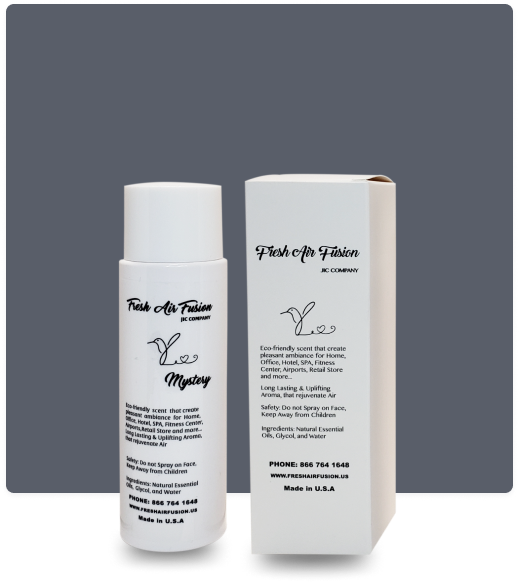 Fresh Air Fusion
JIC COMPANY
Mystery
Eco-friendly scent that create
pleasant ambiance for Home,
Office, Hotel, SPA, Fitness Center,
Airports,Retail Store and more...
Long Lasting & Uplifting Aroma,
that rejuvenate Air
Safety: Do not Spray on Face,
Keep Away from Children
Ingredients: Natural Essential
Oils, Glycol, and Water
PHONE: 866 764 1648
WWW.FRESHAIRFUSION.US
Made in U.S.A
Fresh Air Fusion
JIC COMPANY
Eco-friendly scent that create
pleasant ambiance for Home,
Office, Hotel, SPA, Fitness
Center, Airports, Retail Store
and more...
Long Lasting & Uplifting
Aroma, that rejuvenate Air
Safety: Do not Spray on Face,
Keep Away from Children
Ingredients: Natural Essential
Oils, Glycol, and Water
PHONE: 866 764 1648
WWW.FRESHAIRFUSION.US
Made in U.S.A